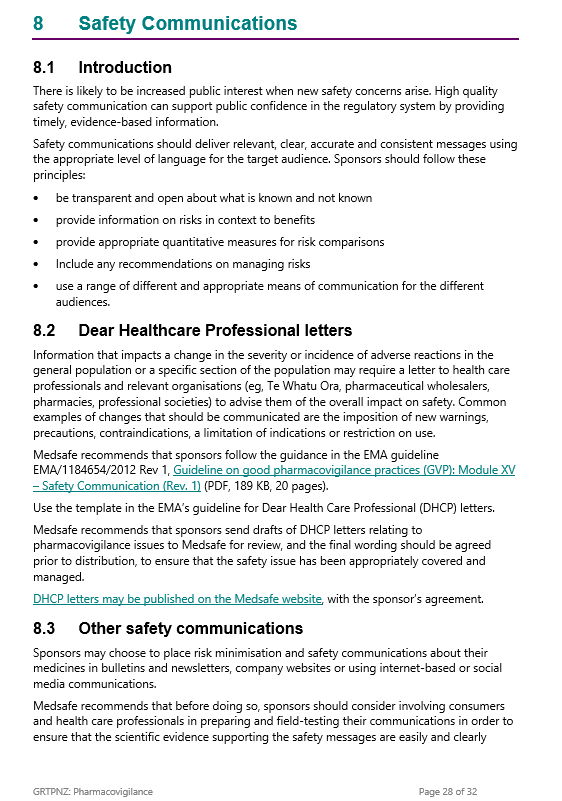 8 Safety Communications
8.1 Introduction
There is likely to be increased public interest when new safety concerns arise. High quality
safety communication can support public confidence in the regulatory system by providing
timely, evidence-based information.
Safety communications should deliver relevant, clear, accurate and consistent messages using
the appropriate level of language for the target audience. Sponsors should follow these
principles:
• be transparent and open about what is known and not known
• provide information on risks in context to benefits
• provide appropriate quantitative measures for risk comparisons
• Include any recommendations on managing risks
• use a range of different and appropriate means of communication for the different
audiences.
8.2 Dear Healthcare Professional letters
Information that impacts a change in the severity or incidence of adverse reactions in the
general population or a specific section of the population may require a letter to health care
professionals and relevant organisations (eg, Te Whatu Ora, pharmaceutical wholesalers,
pharmacies, professional societies) to advise them of the overall impact on safety. Common
examples of changes that should be communicated are the imposition of new warnings,
precautions, contraindications, a limitation of indications or restriction on use.
Medsafe recommends that sponsors follow the guidance in the EMA guideline
EMA/1184654/2012 Rev 1, Guideline on good pharmacovigilance practices (GVP): Module XV
– Safety Communication (Rev. 1) (PDF, 189 KB, 20 pages).
Use the template in the EMA's guideline for Dear Health Care Professional (DHCP) letters.
Medsafe recommends that sponsors send drafts of DHCP letters relating to
pharmacovigilance issues to Medsafe for review, and the final wording should be agreed
prior to distribution, to ensure that the safety issue has been appropriately covered and
managed.
DHCP letters may be published on the Medsafe website, with the sponsor's agreement.
8.3 Other safety communications
Sponsors may choose to place risk minimisation and safety communications about their
medicines in bulletins and newsletters, company websites or using internet-based or social
media communications.
Medsafe recommends that before doing so, sponsors should consider involving consumers
and health care professionals in preparing and field-testing their communications in order to
ensure that the scientific evidence supporting the safety messages are easily and clearly
GRTPNZ: Pharmacovigilance Page 28 of 32